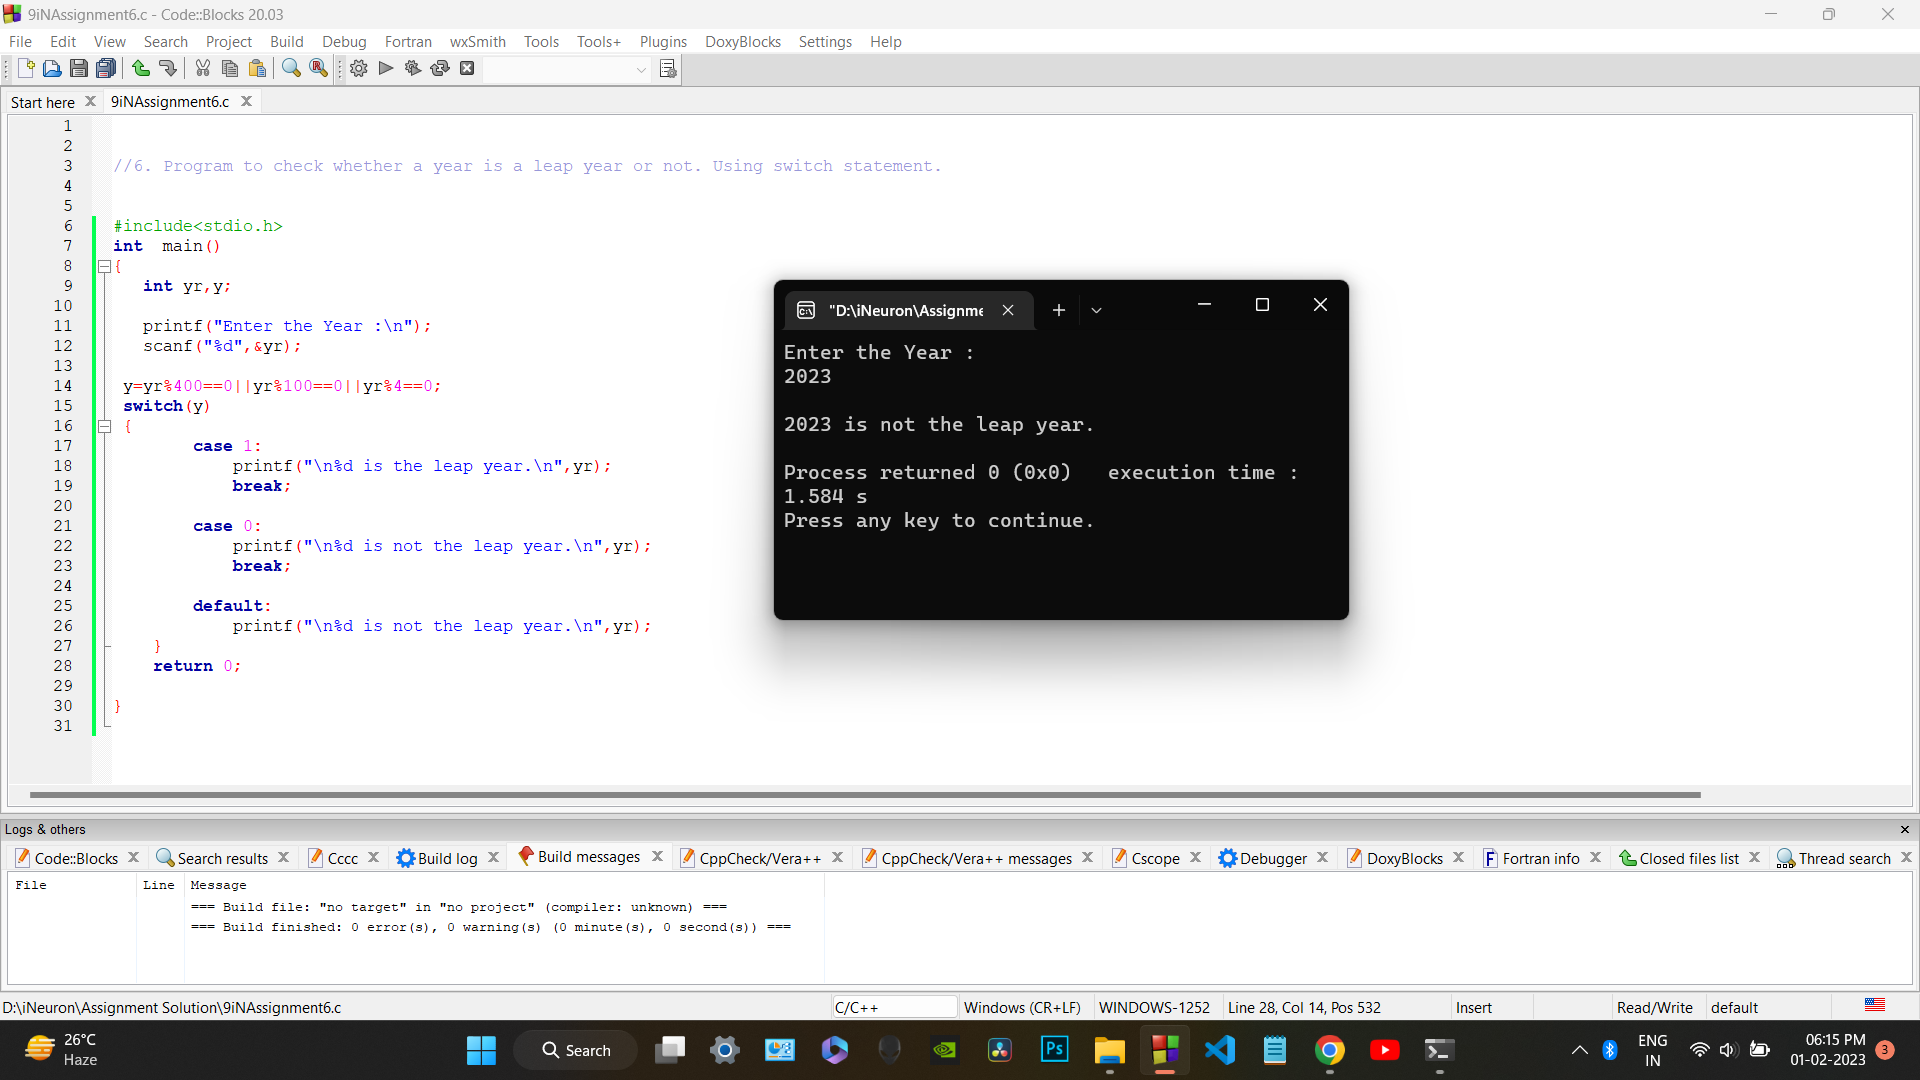 9iNAssignment6.c - Code::Blocks 20.03
File Edit View Search Project Build Debug Fortran wxSmith Tools Tools+ Plugins DoxyBlocks Settings Help
Start here 9iNAssignment6.c
1
2
3 //6. Program to check whether a year is a leap year or not. Using switch statement.
4
5
6 #include<stdio.h>
7 int main()
8 {
9 int yr,y;
10
11 printf("Enter the Year :\n");
12 scanf("%d",&yr);
13
14 y=yr%400==0||yr%100==0||yr%4==0;
15 switch(y)
16 {
17 case 1:
18 printf("\n%d is the leap year.\n",yr);
19 break;
20
21 case 0:
22 printf("\n%d is not the leap year.\n",yr);
23 break;
24
25 default:
26 printf("\n%d is not the leap year.\n",yr);
27 }
28 return 0;
29
30 }
31
"D:\iNeuron\Assignme
Enter the Year :
2023
2023 is not the leap year.
Process returned 0 (0x0) execution time :
1.584 s
Press any key to continue.
Logs & others
Code::Blocks Search results Cccc Build log Build messages CppCheck/Vera++ CppCheck/Vera++ messages Cscope Debugger DoxyBlocks Fortran info Closed files list Thread search
File Line Message
=== Build file: "no target" in "no project" (compiler: unknown) ===
=== Build finished: 0 error(s), 0 warning(s) (0 minute(s), 0 second(s)) ===
D:\iNeuron\Assignment Solution\9iNAssignment6.c C/C++ Windows (CR+LF) WINDOWS-1252 Line 28, Col 14, Pos 532 Insert Read/Write default
26°C
Haze
Search
Ps
ENG
IN
06:15 PM
01-02-2023
3